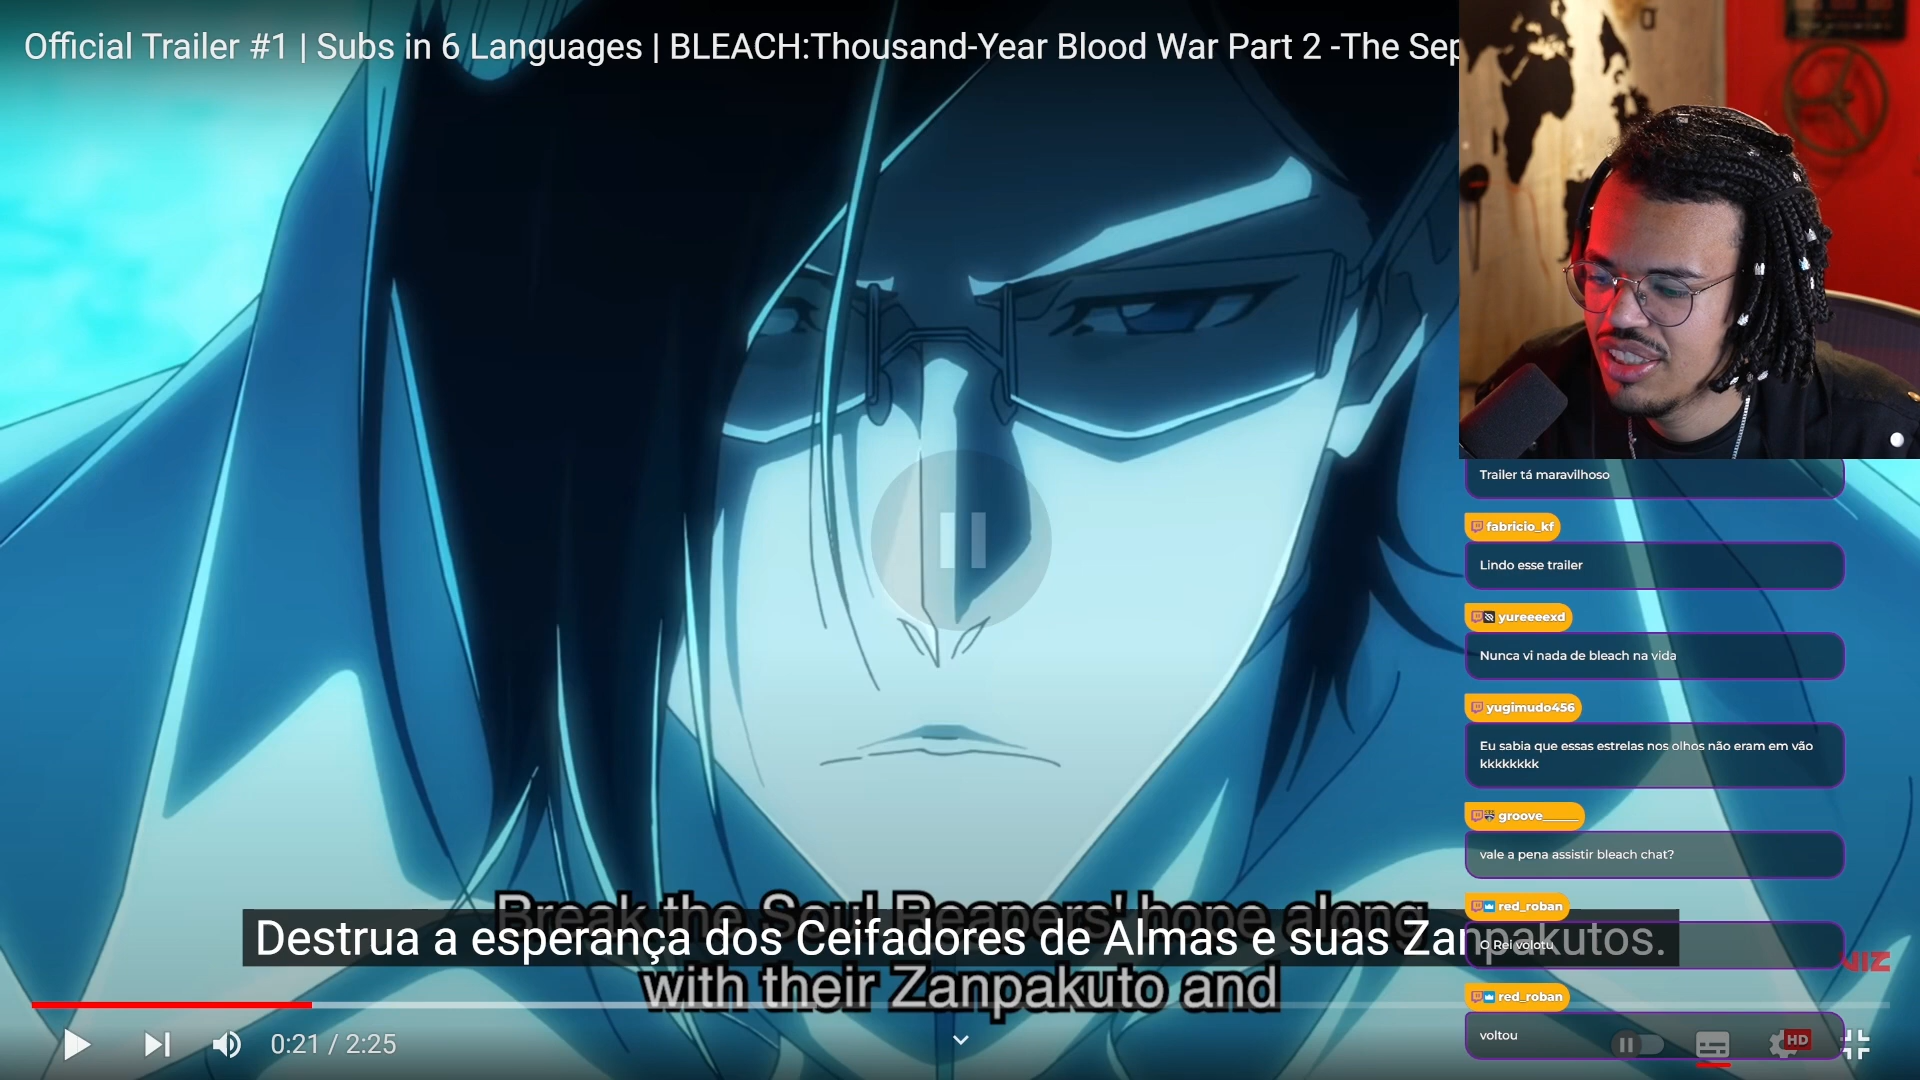 Official Trailer #1 | Subs in 6 Languages | BLEACH:Thousand-Year Blood War Part 2 -The Sep
Trailer tá maravilhoso
fabricio_kf
Lindo esse trailer
yureeeexd
Nunca vi nada de bleach na vida
yugimudo456
Eu sabia que essas estrelas nos olhos não eram em vão
kkkkkkkk
groove______
vale a pena assistir bleach chat?
red_roban
O Rei volotu
red_roban
voltou
Break the Soul Reapers' hope along
Destrua a esperança dos Ceifadores de Almas e suas Zanpakutos.
with their Zanpakuto and
VIZ
0:21 / 2:25
HD